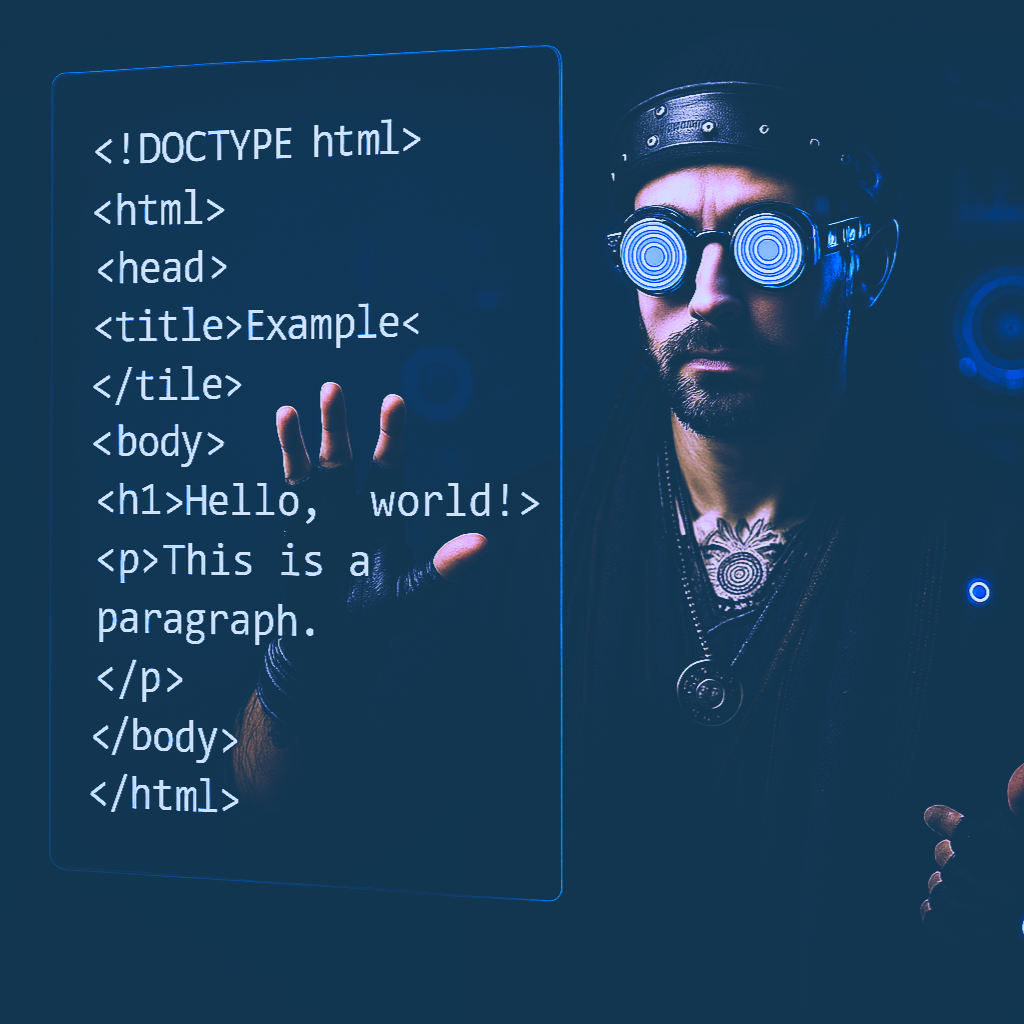 <!DOCTYPE html>
<html>
<head>
<title>Example<
</tile>
<body>
<h1>Hello, world!>
<p>This is a
paragraph.
</p>
</body>
</html>